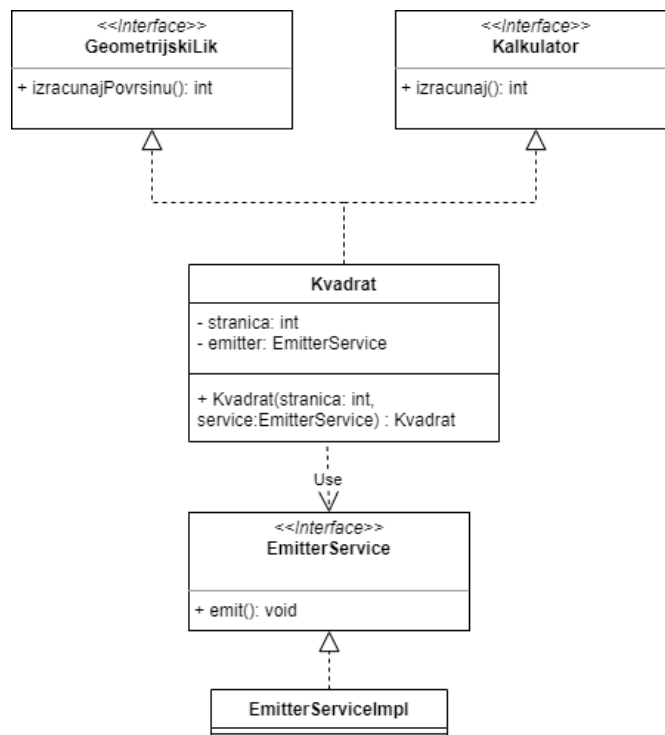 <<Interface>>
GeometrijskiLik
+ izracunajPovrsinu(): int
<<Interface>>
Kalkulator
+ izracunaj(): int
Kvadrat
- stranica: int
- emitter: EmitterService
+ Kvadrat(stranica: int,
service:EmitterService) : Kvadrat
Use
<<Interface>>
EmitterService
+ emit(): void
EmitterServiceImpl